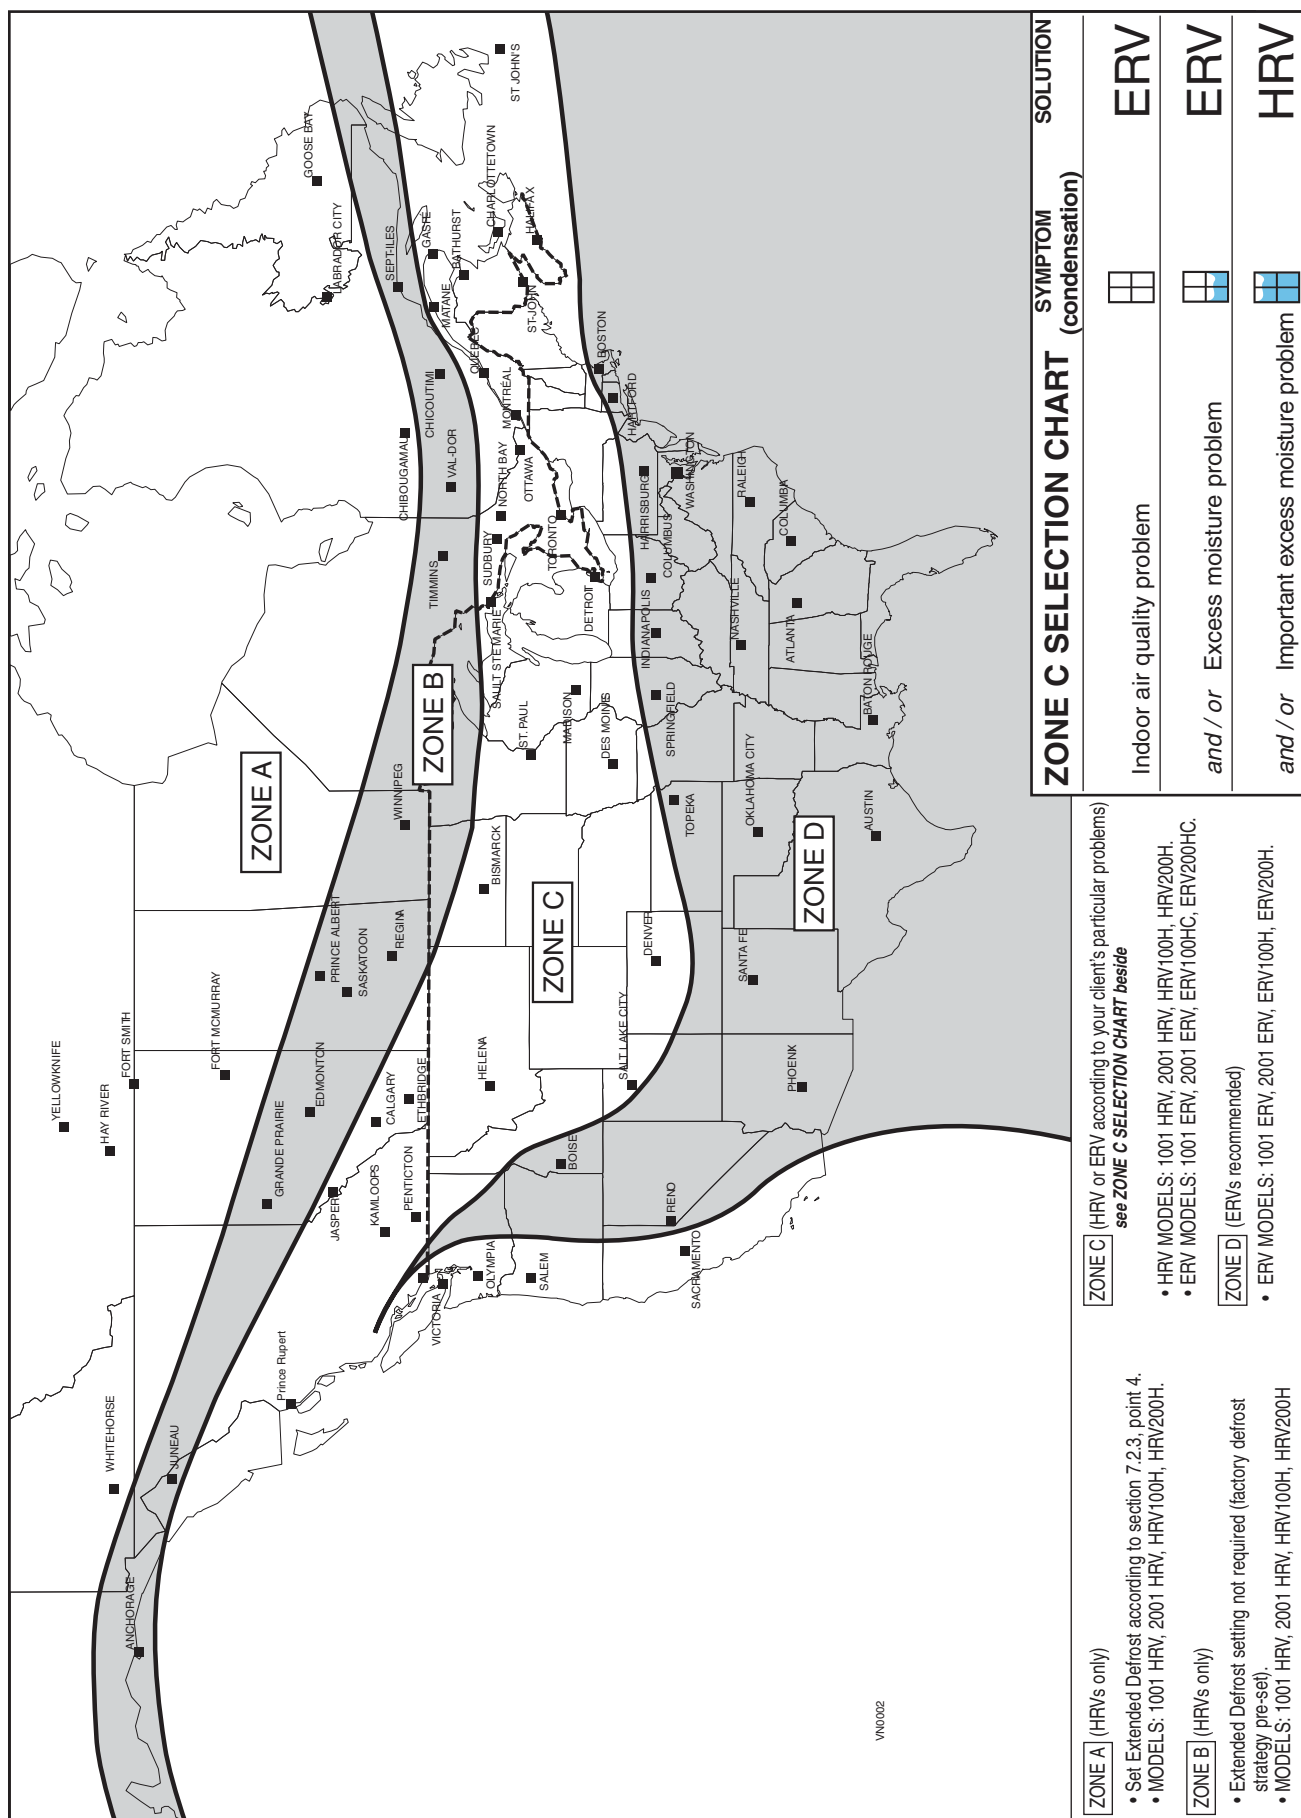 YELLOWKNIFE
HAY RIVER
FORT SMITH
FORT MCMURRAY
WHITEHORSE
JUNEAU
ANCHORAGE
Prince Rupert
GRANDE PRAIRIE
EDMONTON
JASPER
KAMLOOPS
PENTICTON
CALGARY
ETHBRIDGE
PRINCE ALBERT
SASKATOON
REGINA
WINNIPEG
ZONE A
ZONE B
ZONE C
ZONE D
GOOSE BAY
LABRADOR CITY
SEPT-ILES
GASPÉ
MATANE
BATHURST
CHARLOTTETOWN
HALIFAX
ST JOHN'S
ST-JOHN
QUÉBEC
MONTRÉAL
CHICOUTIMI
CHIBOUGAMAU
VAL-DOR
NORTH BAY
OTTAWA
TIMMINS
SUDBURY
TORONTO
SAULT STE MARIE
DETROIT
VICTORIA
OLYMPIA
SALEM
SACRAMENTO
RENO
BOISE
HELENA
SALT LAKE CITY
PHOENIX
BISMARCK
DENVER
SANTA FE
ST. PAUL
MADISON
DES MOINES
TOPEKA
OKLAHOMA CITY
AUSTIN
SPRINGFIELD
BATON ROUGE
INDIANAPOLIS
COLUMBUS
NASHVILLE
ATLANTA
HARRISBURG
WASHINGTON
RALEIGH
COLUMBIA
HARTFORD
BOSTON
VN0002
ZONE A (HRVs only)
• Set Extended Defrost according to section 7.2.3, point 4.
• MODELS: 1001 HRV, 2001 HRV, HRV100H, HRV200H.
ZONE B (HRVs only)
• Extended Defrost setting not required (factory defrost
strategy pre-set).
• MODELS: 1001 HRV, 2001 HRV, HRV100H, HRV200H
ZONE C (HRV or ERV according to your client's particular problems)
see ZONE C SELECTION CHART beside
• HRV MODELS: 1001 HRV, 2001 HRV, HRV100H, HRV200H.
• ERV MODELS: 1001 ERV, 2001 ERV, ERV100HC, ERV200HC.
ZONE D (ERVs recommended)
• ERV MODELS: 1001 ERV, 2001 ERV, ERV100H, ERV200H.
ZONE C SELECTION CHART
SYMPTOM
(condensation)
SOLUTION
Indoor air quality problem
ERV
and / or Excess moisture problem
ERV
and / or Important excess moisture problem
HRV